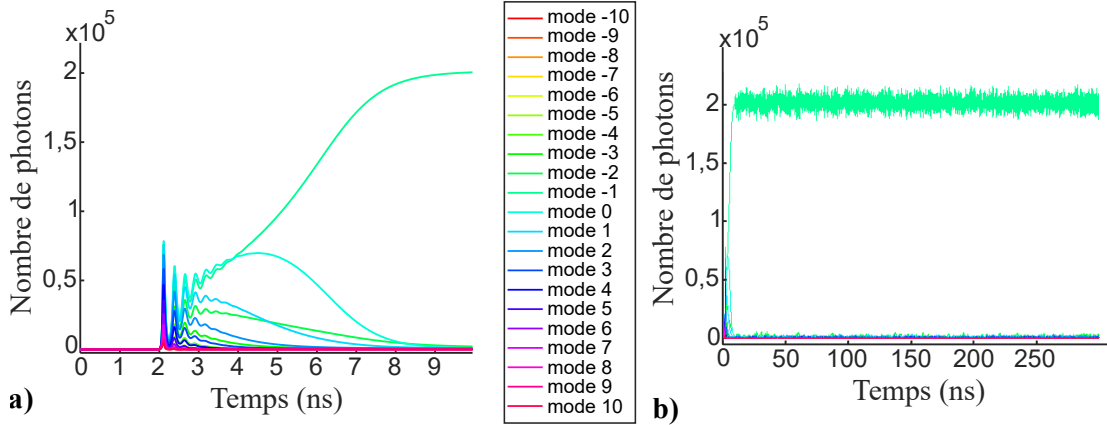 x10⁵
Nombre de photons
2
1.5
1
0.5
0
0 1 2 3 4 5 6 7 8 9
Temps (ns)
a)
mode -10
mode -9
mode -8
mode -7
mode -6
mode -5
mode -4
mode -3
mode -2
mode -1
mode 0
mode 1
mode 2
mode 3
mode 4
mode 5
mode 6
mode 7
mode 8
mode 9
mode 10
x10⁵
Nombre de photons
2
1.5
1
0.5
0
0 50 100 150 200 250
Temps (ns)
b)